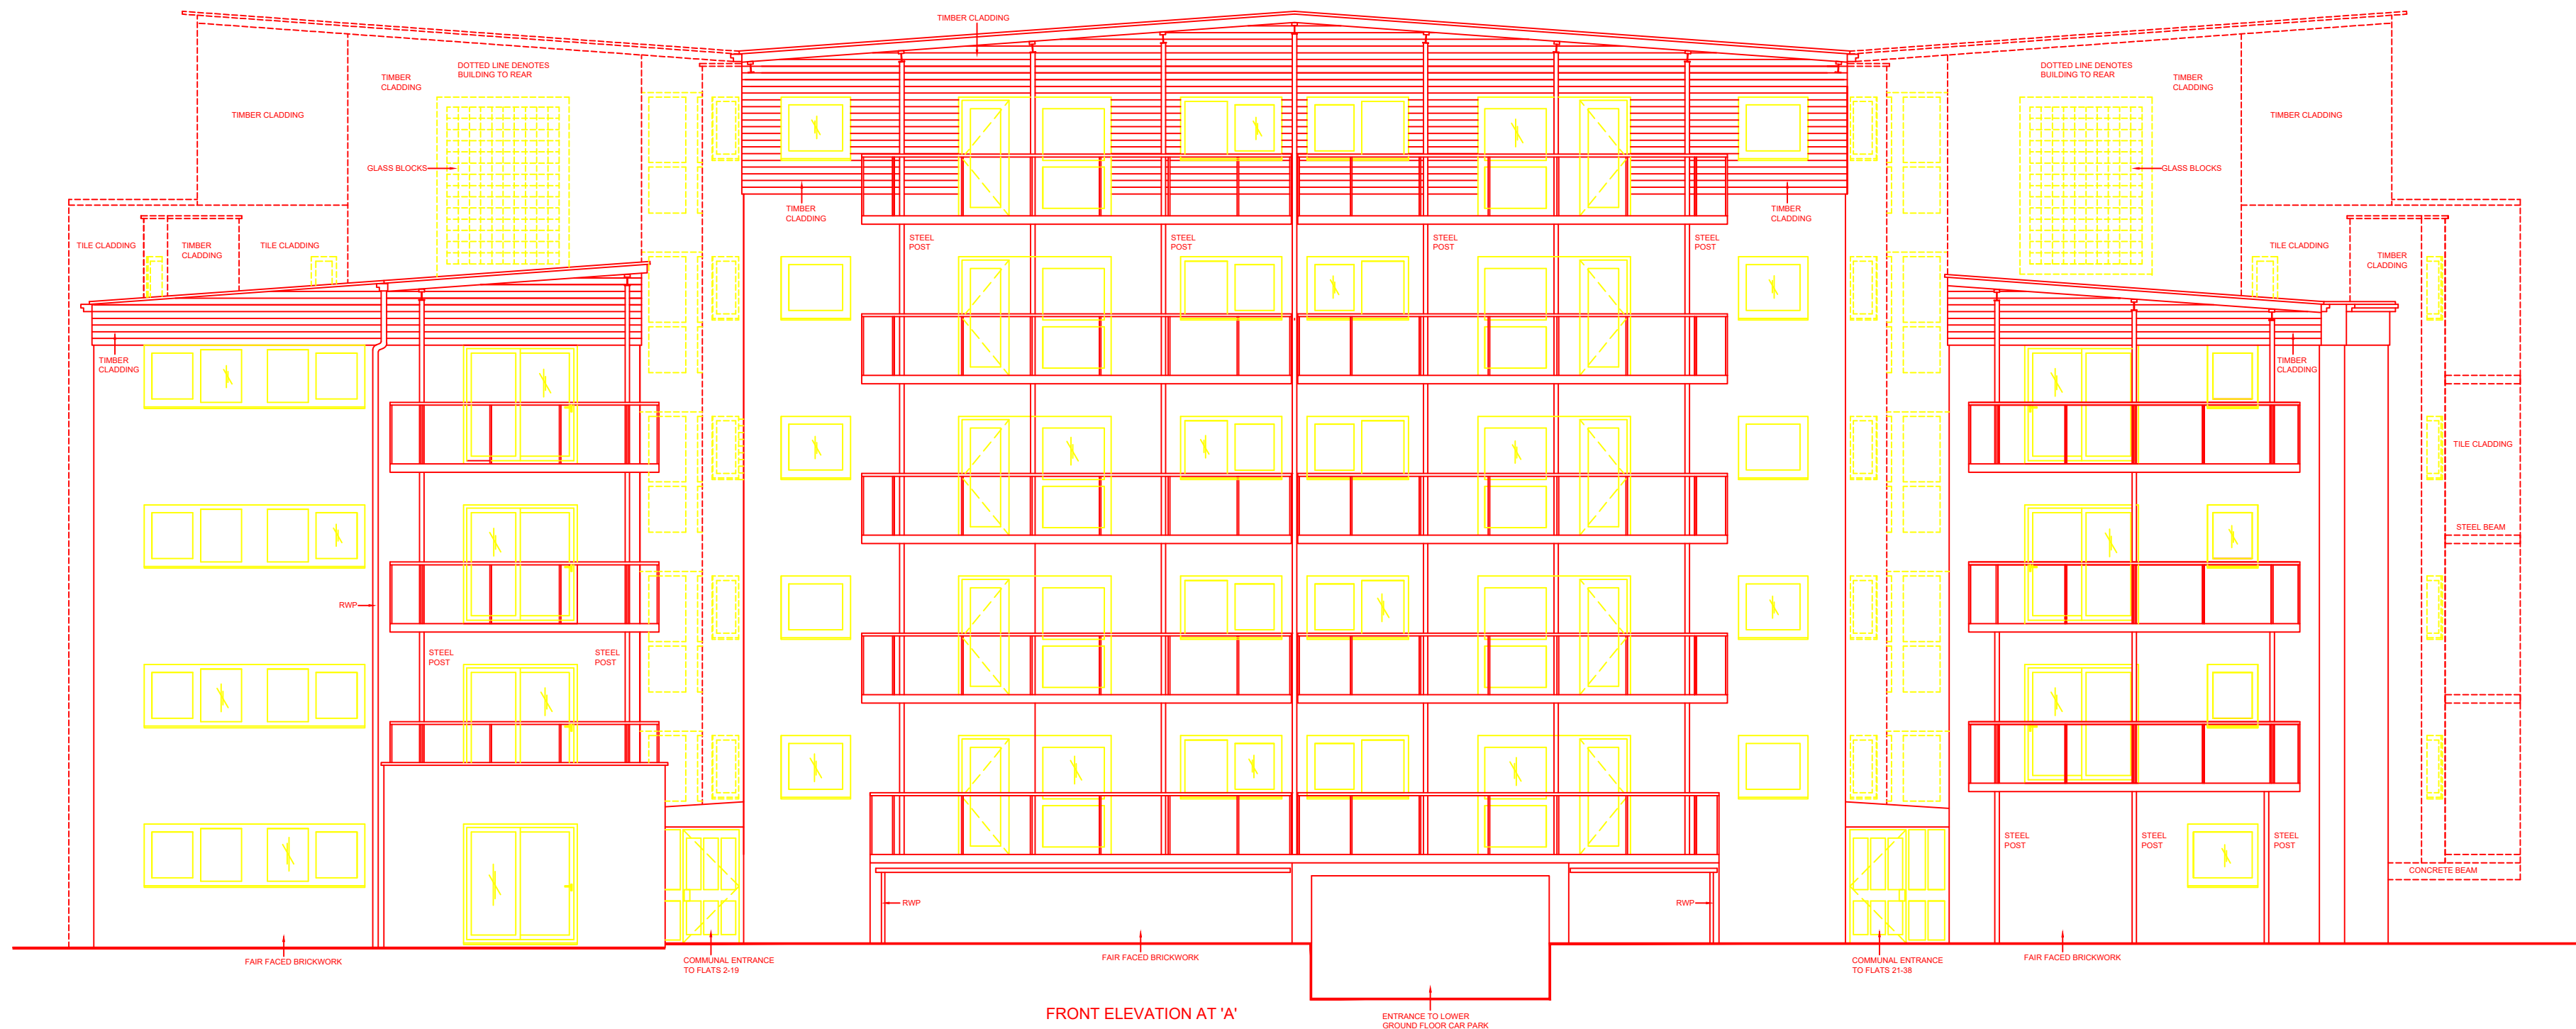 TIMBER CLADDING
DOTTED LINE DENOTES
BUILDING TO REAR
TIMBER
CLADDING
TIMBER CLADDING
GLASS BLOCKS
DOTTED LINE DENOTES
BUILDING TO REAR
TIMBER
CLADDING
TIMBER CLADDING
GLASS BLOCKS
TIMBER
CLADDING
TIMBER
CLADDING
TILE CLADDING
TIMBER
CLADDING
TILE CLADDING
STEEL
POST
STEEL
POST
STEEL
POST
STEEL
POST
TILE CLADDING
TIMBER
CLADDING
TIMBER
CLADDING
TIMBER
CLADDING
TILE CLADDING
STEEL BEAM
RWP
STEEL
POST
STEEL
POST
STEEL
POST
STEEL
POST
STEEL
POST
CONCRETE BEAM
RWP
RWP
FAIR FACED BRICKWORK
COMMUNAL ENTRANCE
TO FLATS 2-19
FAIR FACED BRICKWORK
COMMUNAL ENTRANCE
TO FLATS 21-38
FAIR FACED BRICKWORK
FRONT ELEVATION AT 'A'
ENTRANCE TO LOWER
GROUND FLOOR CAR PARK